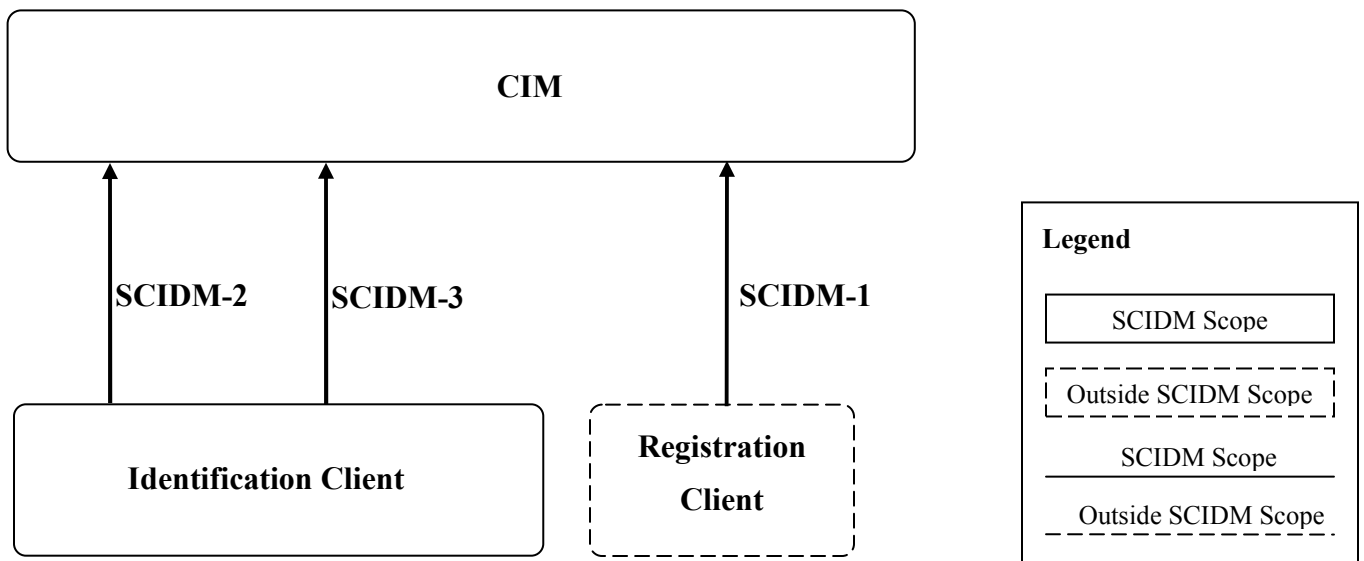 CIM
SCIDM-2
SCIDM-3
SCIDM-1
Identification Client
Registration
Client
Legend
SCIDM Scope
Outside SCIDM Scope
SCIDM Scope
Outside SCIDM Scope